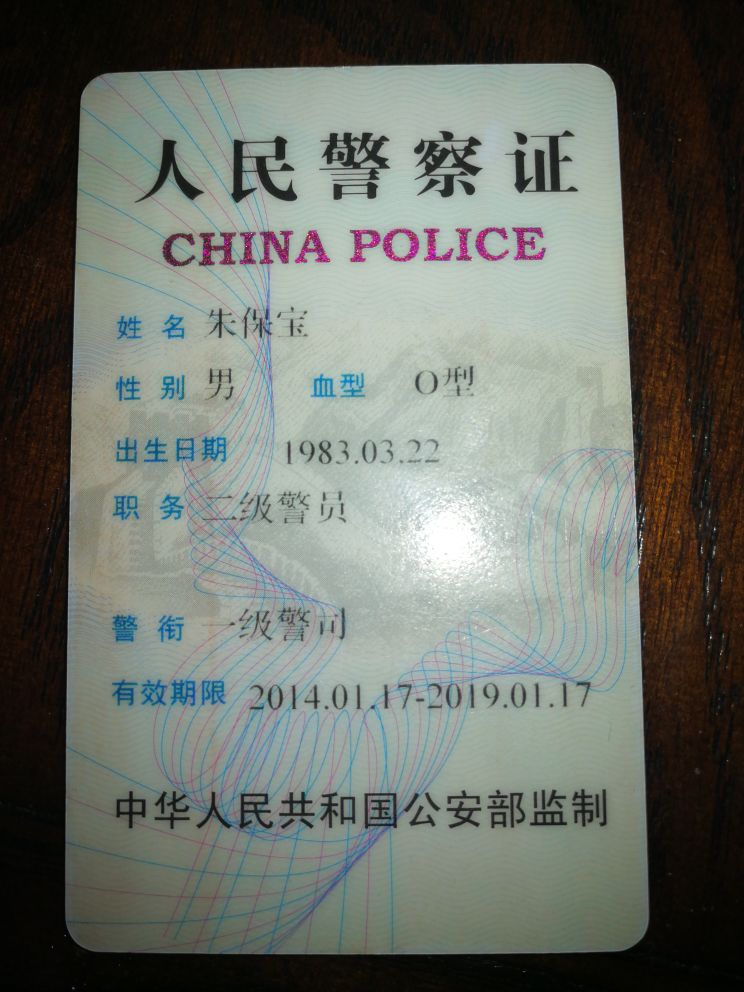 人民警察证
CHINA POLICE
姓名 朱保宝
性别 男 血型 O型
出生日期 1983.03.22
职务 二级警员
警衔 一级警司
有效期限 2014.01.17-2019.01.17
中华人民共和国公安部监制